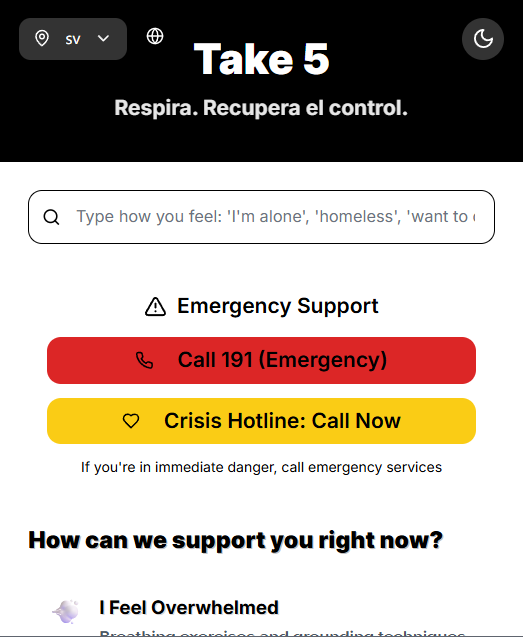 sv
Take 5
Respira. Recupera el control.
Type how you feel: 'I'm alone', 'homeless', 'want to
Emergency Support
Call 191 (Emergency)
Crisis Hotline: Call Now
If you're in immediate danger, call emergency services
How can we support you right now?
I Feel Overwhelmed
Breathing exercises and grounding techniques